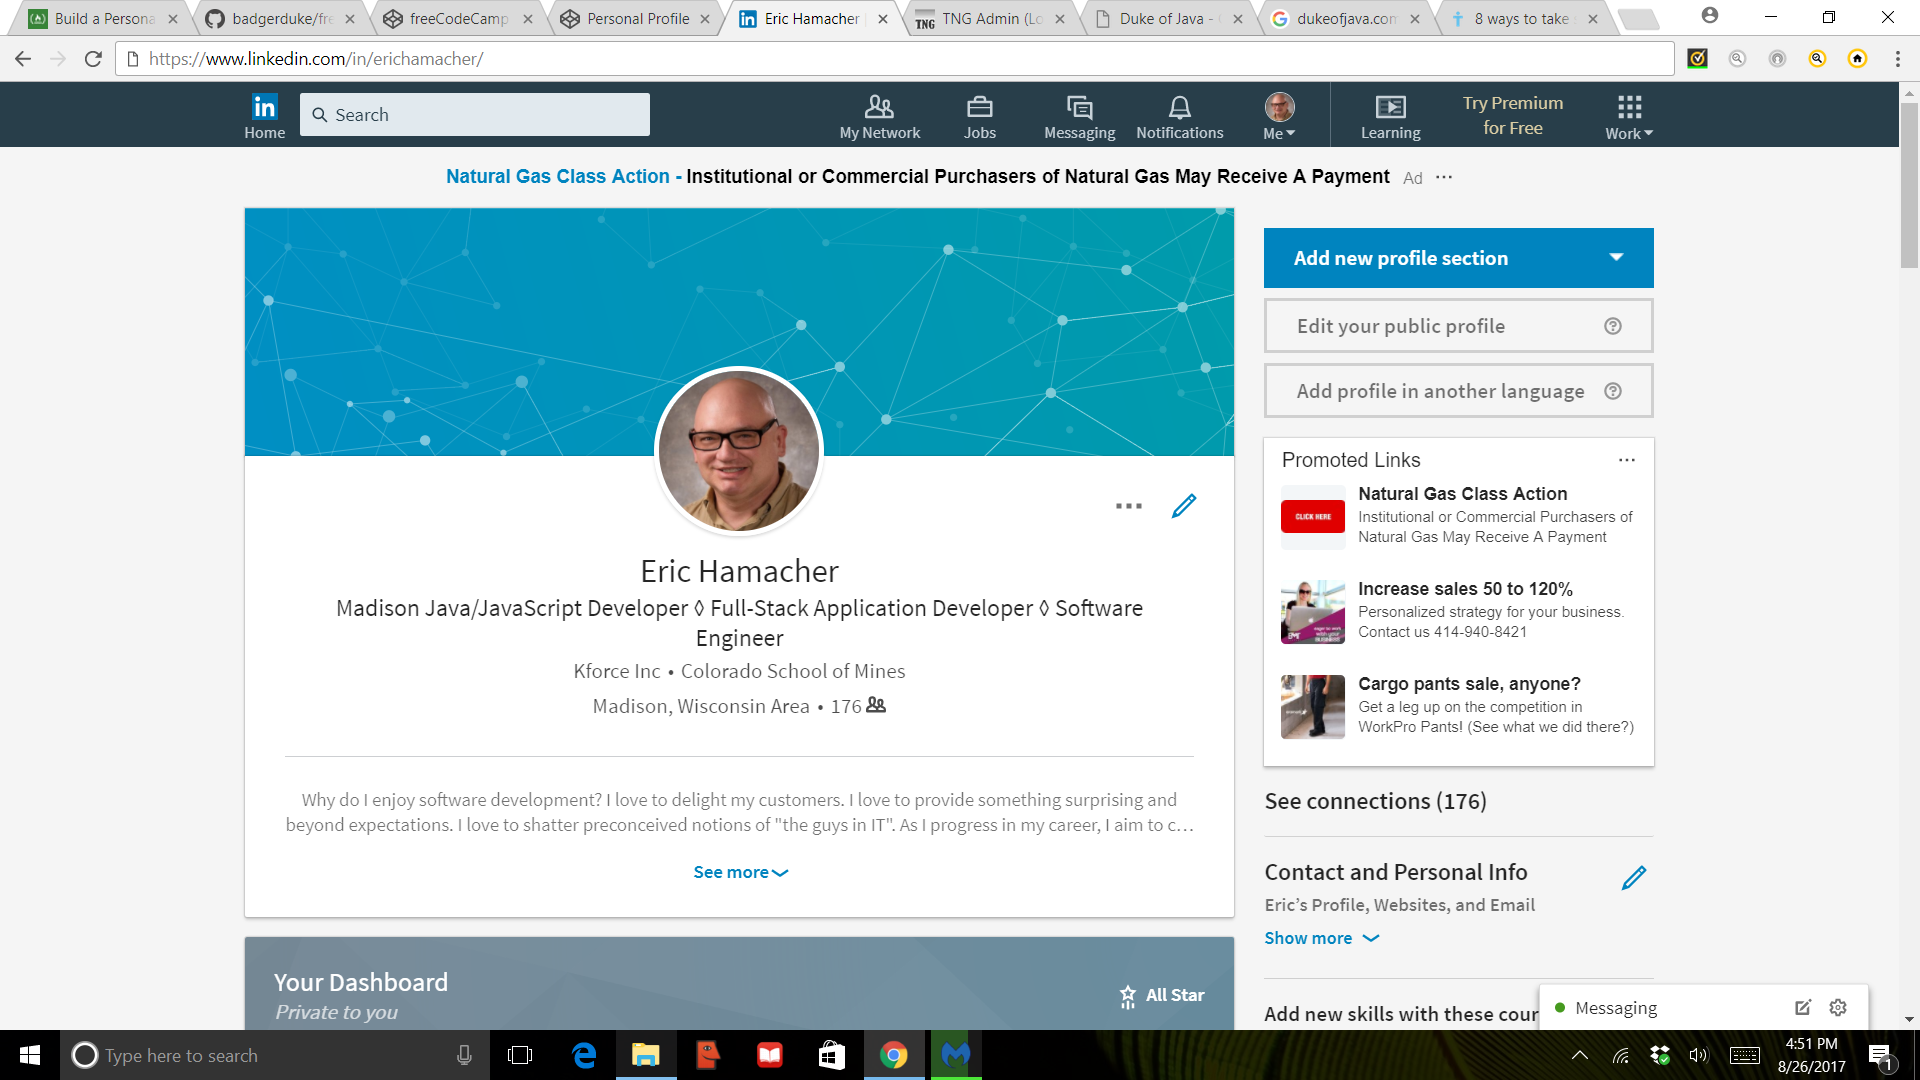 Build a Persona
badgerduke/fre
freeCodeCamp
Personal Profile
in Eric Hamacher
TNG TNG Admin (Lo
Duke of Java -
dukeofjava.com
8 ways to take
https://www.linkedin.com/in/erichamacher/
in
Home
Search
My Network
Jobs
Messaging
Notifications
Me
Learning
Try Premium
for Free
Work
Natural Gas Class Action - Institutional or Commercial Purchasers of Natural Gas May Receive A Payment Ad ...
Add new profile section
Edit your public profile
Add profile in another language
Eric Hamacher
Madison Java/JavaScript Developer ◊ Full-Stack Application Developer ◊ Software
Engineer
Kforce Inc • Colorado School of Mines
Madison, Wisconsin Area • 176
Why do I enjoy software development? I love to delight my customers. I love to provide something surprising and
beyond expectations. I love to shatter preconceived notions of "the guys in IT". As I progress in my career, I aim to c...
See more
Promoted Links
CLICK HERE
Natural Gas Class Action
Institutional or Commercial Purchasers of
Natural Gas May Receive A Payment
Increase sales 50 to 120%
Personalized strategy for your business.
Contact us 414-940-8421
Cargo pants sale, anyone?
Get a leg up on the competition in
WorkPro Pants! (See what we did there?)
See connections (176)
Contact and Personal Info
Eric's Profile, Websites, and Email
Show more
Add new skills with these cour
Your Dashboard
Private to you
All Star
Messaging
Type here to search
4:51 PM
8/26/2017
1